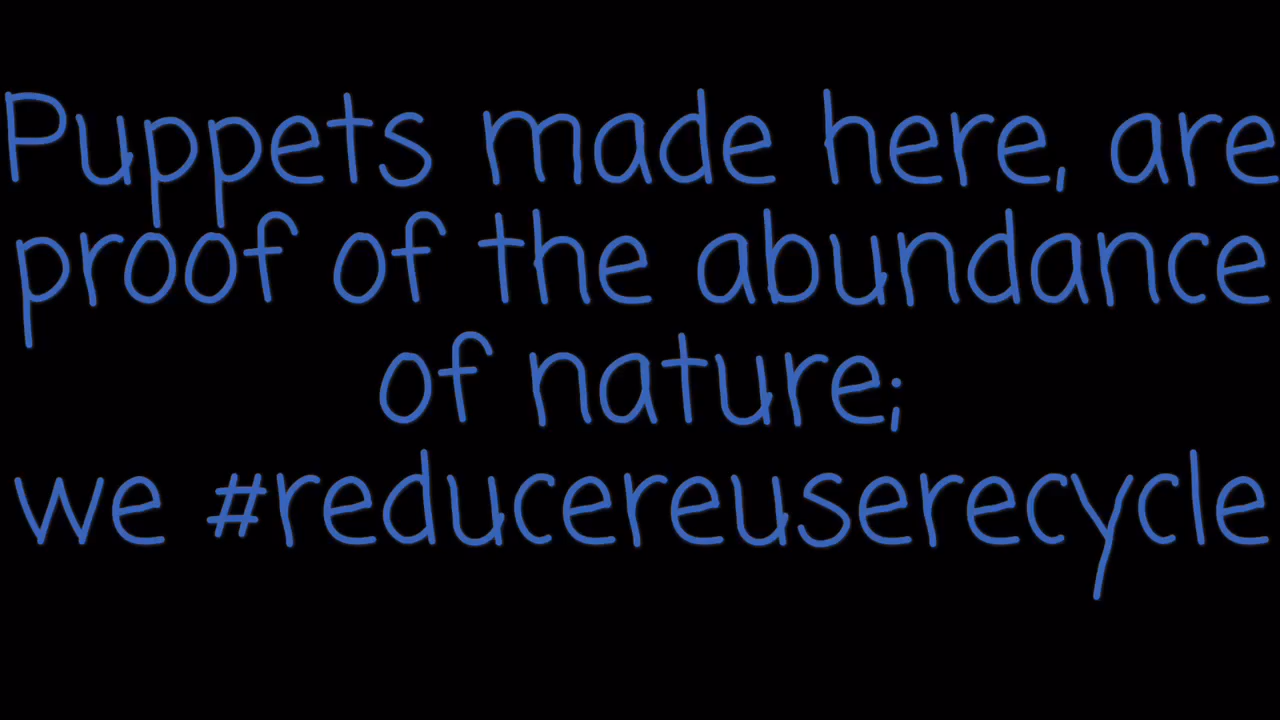 Puppets made here, are
proof of the abundance
of nature;
we #reducereuserecycle